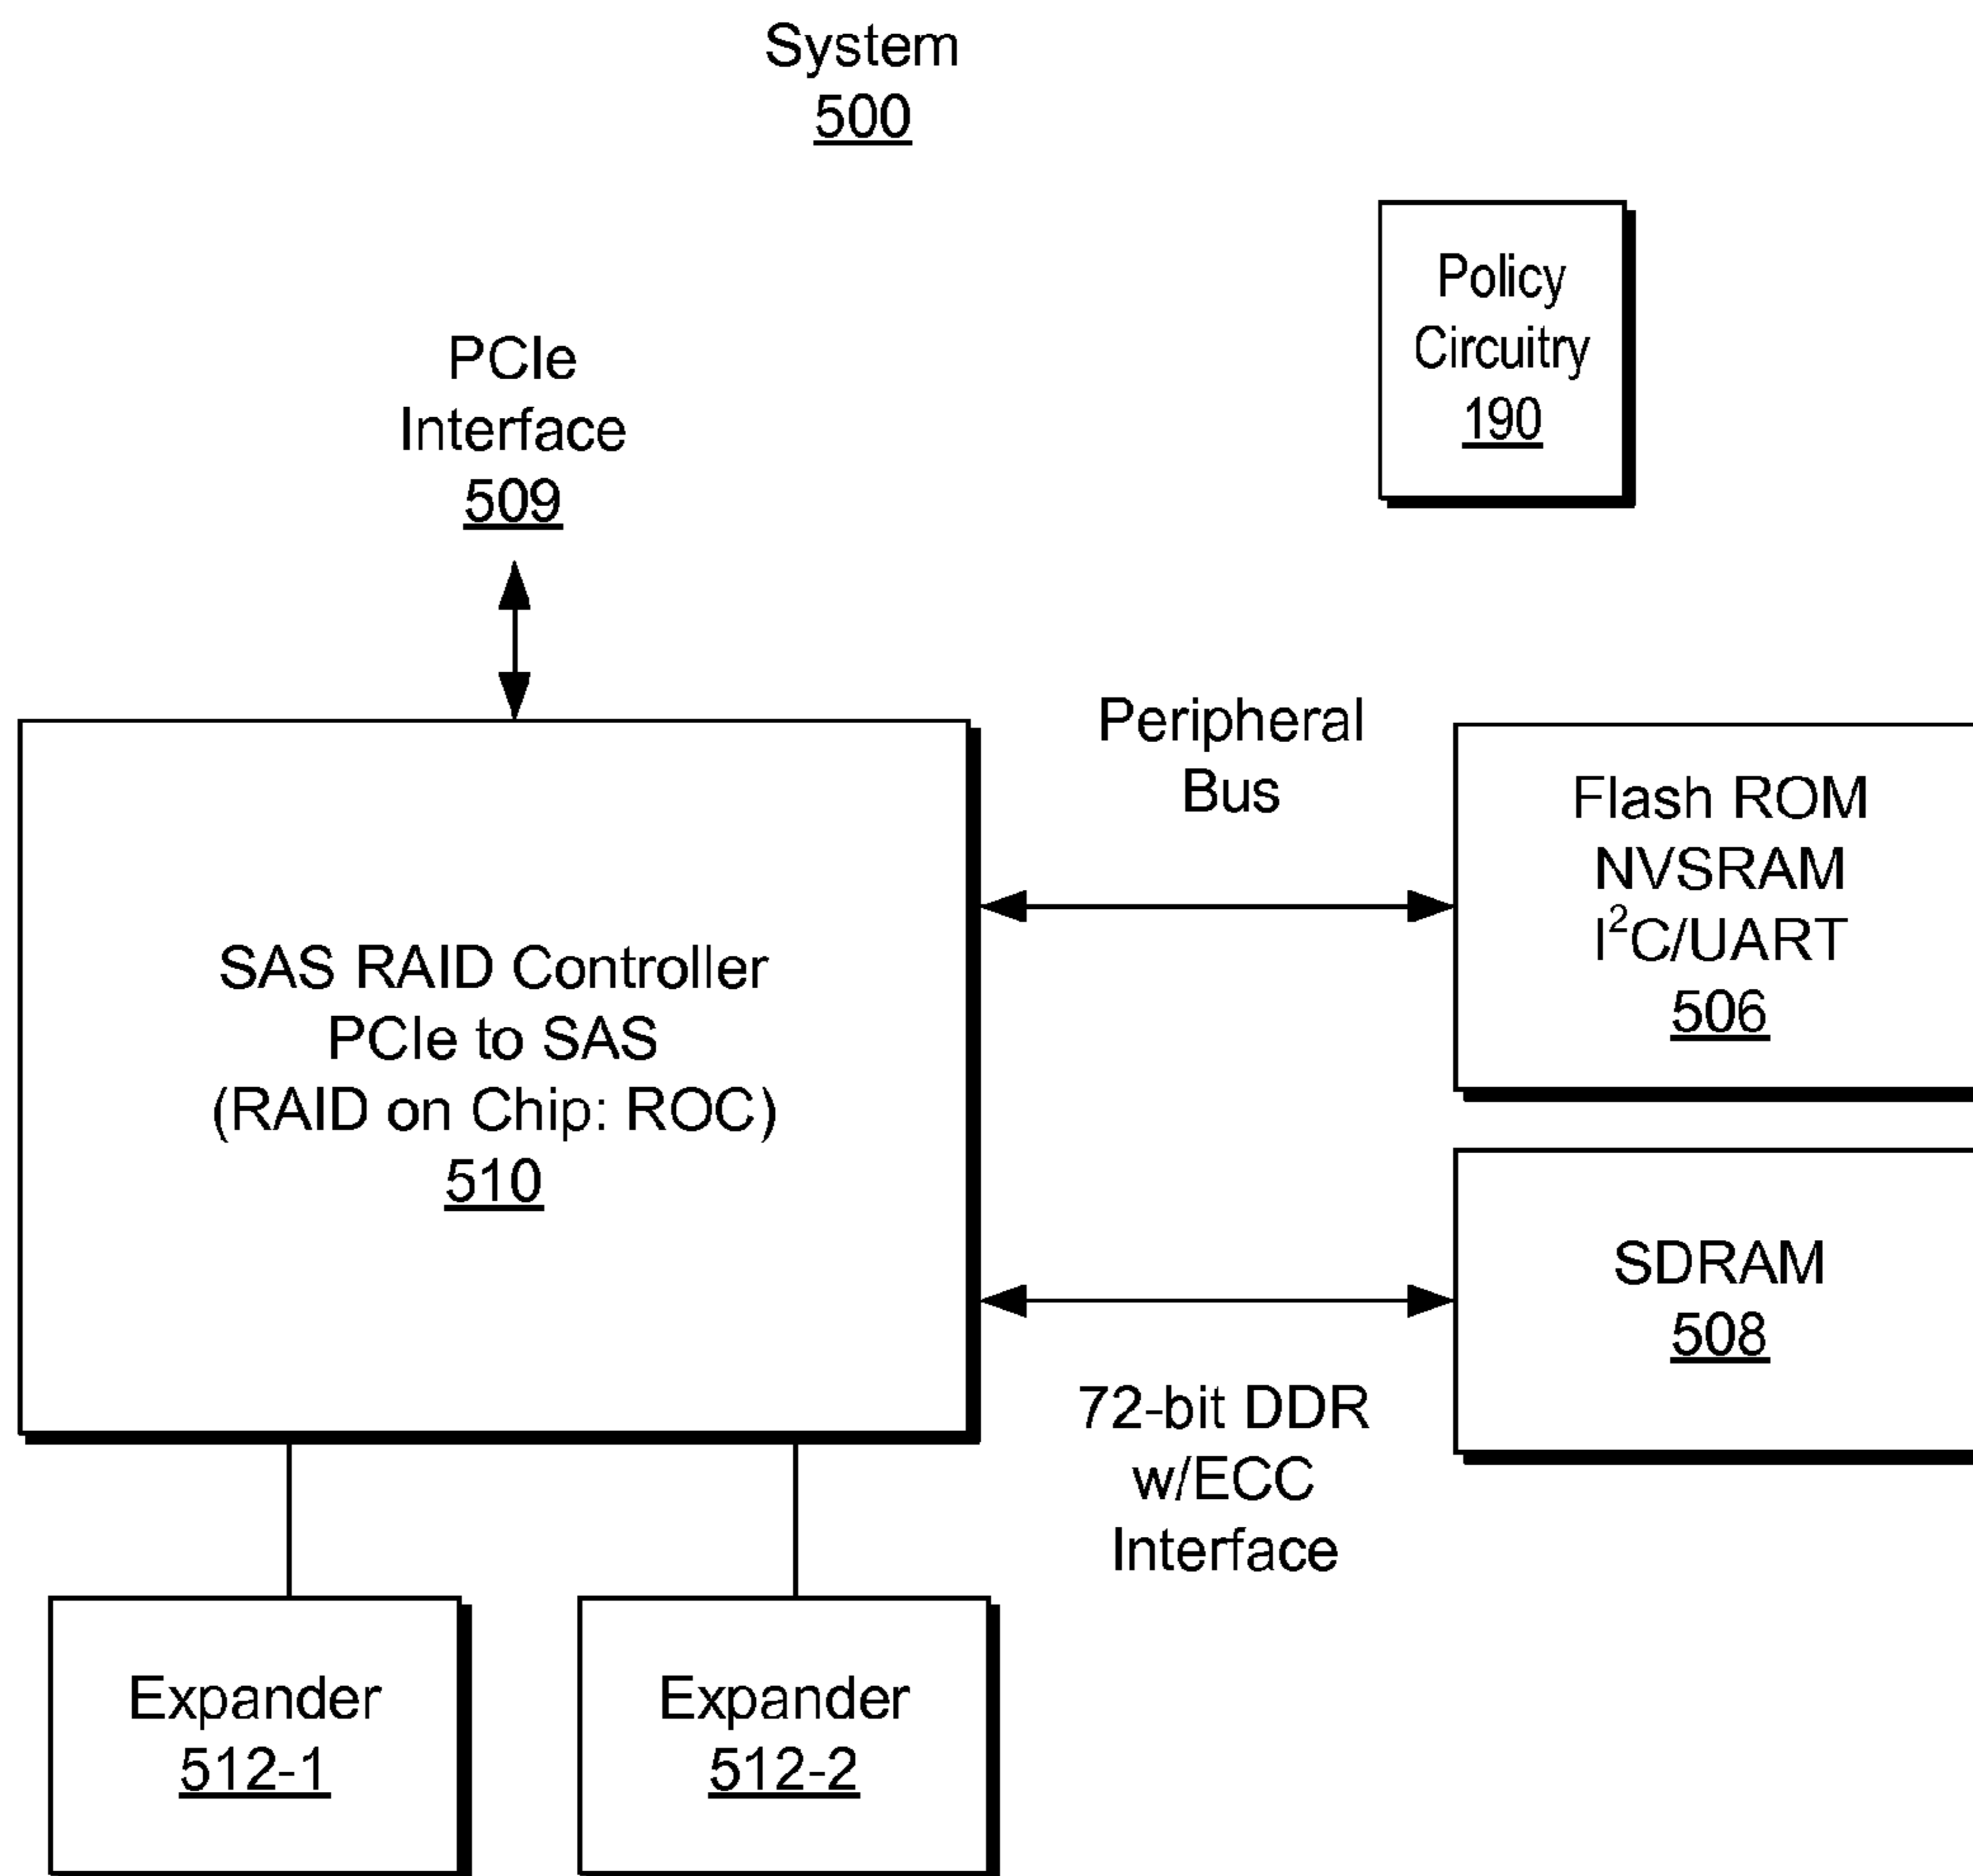 System
500
Policy
Circuitry
190
PCIe
Interface
509
Peripheral
Bus
Flash ROM
NVSRAM
I²C/UART
506
SAS RAID Controller
PCIe to SAS
(RAID on Chip: ROC)
510
SDRAM
508
72-bit DDR
w/ECC
Interface
Expander
512-1
Expander
512-2